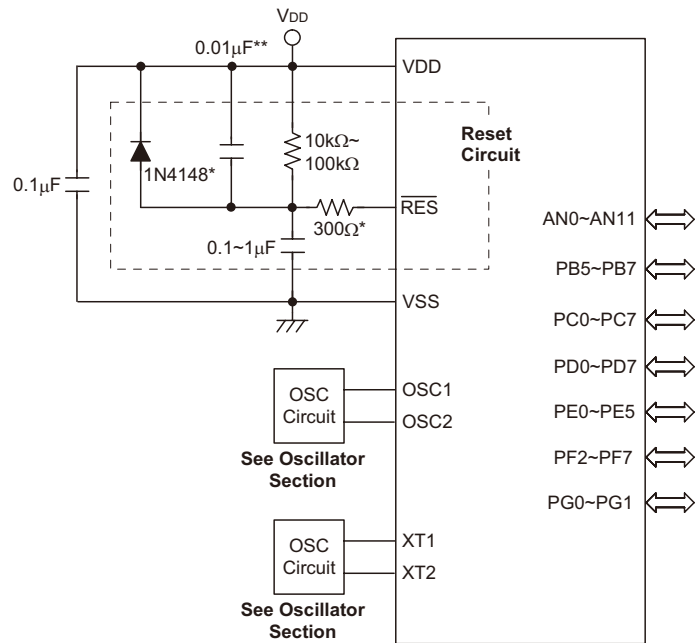 VDD
0.01μF**
VDD
10kΩ~
100kΩ
Reset
Circuit
1N4148*
0.1μF
RES
300Ω*
0.1~1μF
VSS
AN0~AN11
PB5~PB7
PC0~PC7
PD0~PD7
PE0~PE5
PF2~PF7
PG0~PG1
OSC
Circuit
OSC1
OSC2
See Oscillator
Section
OSC
Circuit
XT1
XT2
See Oscillator
Section